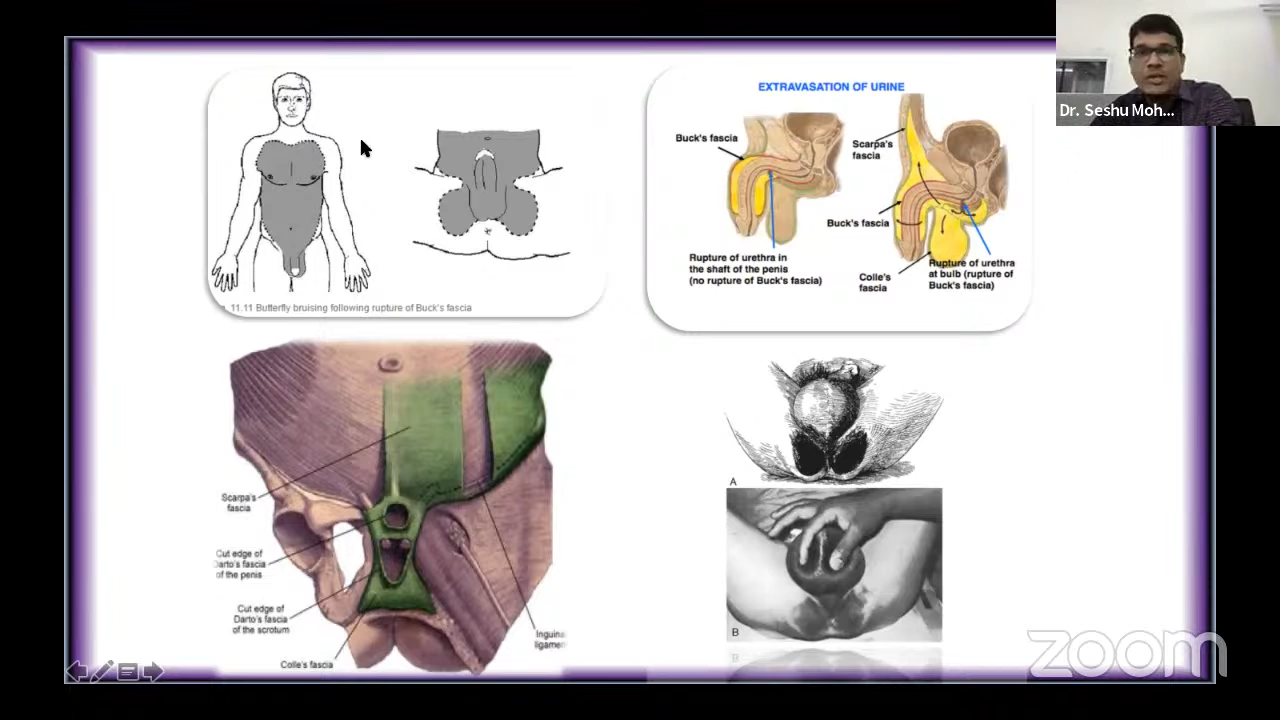 Dr. Seshu Moh...
11.11 Butterfly bruising following rupture of Buck's fascia
EXTRAVASATION OF URINE
Buck's fascia
Scarpa's
fascia
Buck's fascia
Rupture of urethra in
the shaft of the penis
(no rupture of Buck's fascia)
Colle's
fascia
Rupture of urethra
at bulb (rupture of
Buck's fascia)
Scarpa's
fascia
Cut edge of
Darto's fascia
of the penis
Cut edge of
Darto's fascia
of the scrotum
Colle's fascia
Inguina
ligamen
A
B
zoom